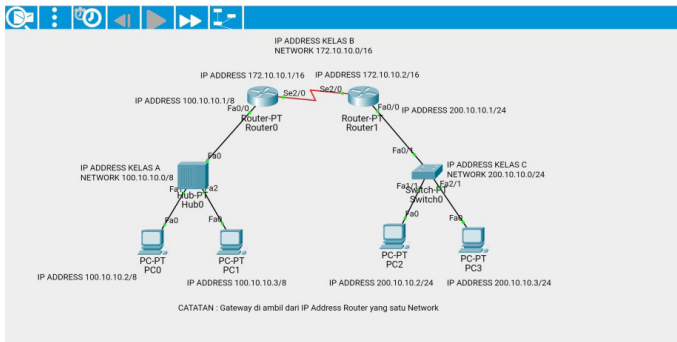 IP ADDRESS KELAS B
NETWORK 172.10.10.0/16
IP ADDRESS 172.10.10.1/16
IP ADDRESS 172.10.10.2/16
Se2/0
Se2/0
IP ADDRESS 100.10.10.1/8
Fa0/0
Fa0/0
IP ADDRESS 200.10.10.1/24
Router-PT
Router0
Router-PT
Router1
Fa0
Fa0/1
IP ADDRESS KELAS A
NETWORK 100.10.10.0/8
IP ADDRESS KELAS C
NETWORK 200.10.10.0/24
Hub-PT
Hub0
Fa1/1
Fa2/1
Switch-PT
Switch0
Fa0
Fa0
Fa0
Fa0
PC-PT
PC0
PC-PT
PC1
PC-PT
PC2
PC-PT
PC3
IP ADDRESS 100.10.10.2/8
IP ADDRESS 100.10.10.3/8
IP ADDRESS 200.10.10.2/24
IP ADDRESS 200.10.10.3/24
CATATAN : Gateway di ambil dari IP Address Router yang satu Network